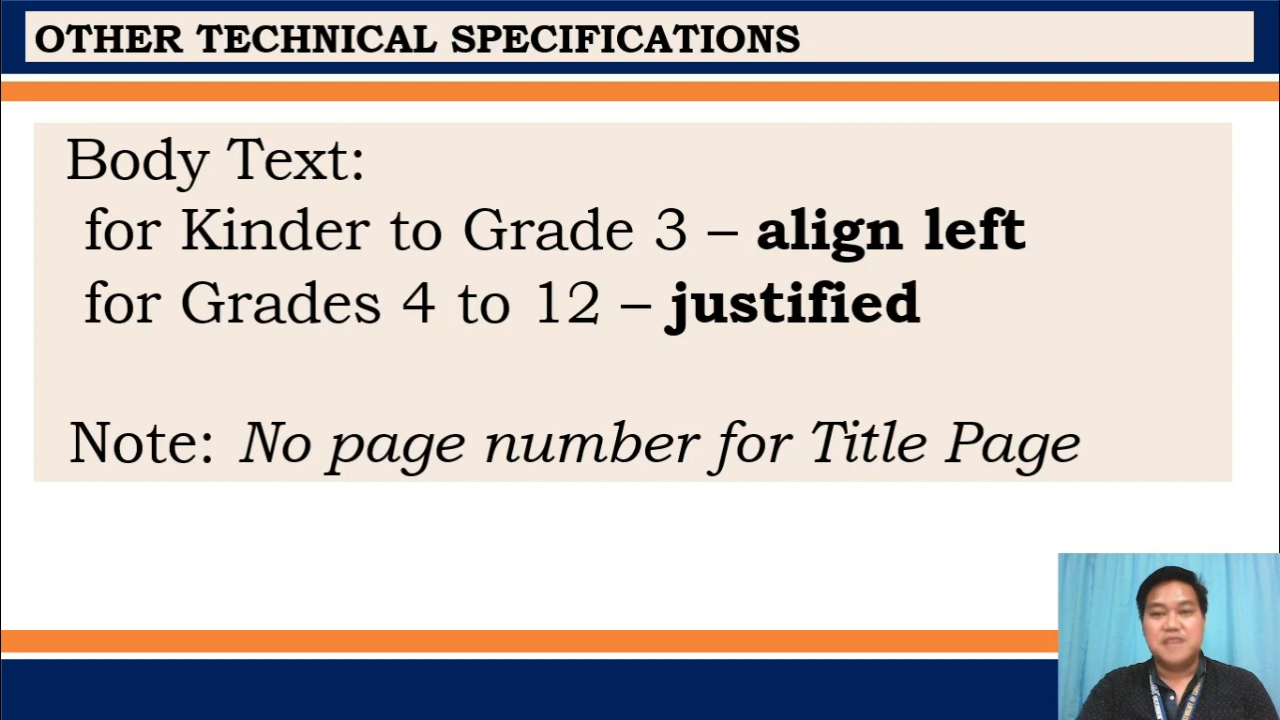 OTHER TECHNICAL SPECIFICATIONS
Body Text:
for Kinder to Grade 3 – align left
for Grades 4 to 12 – justified
Note: No page number for Title Page